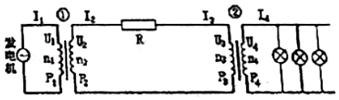 I₁ ① I₂ I₃ ② I₄
发电机
U₁ U₂ R U₃ U₄
n₁ n₂ n₃ n₄
P₁ P₂ P₃ P₄